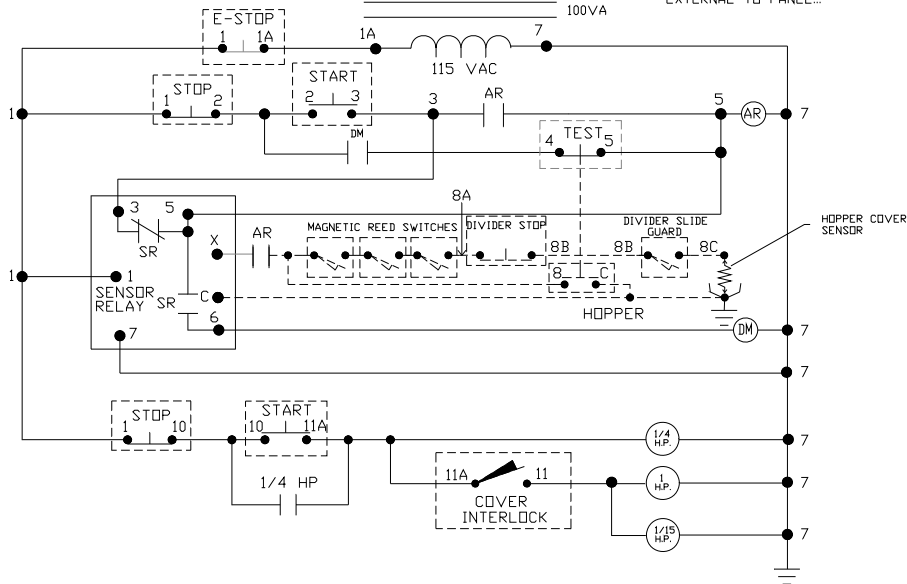 EXTERNAL TO PANEL...
100VA
E-STOP
1 1A 1A 7
115 VAC
STOP START
1 2 2 3 3 AR 5 AR 7
1
DM TEST
4 5
8A
3 5 MAGNETIC REED SWITCHES DIVIDER STOP DIVIDER SLIDE
GUARD
HOPPER COVER
SENSOR
SR X AR 8B 8B 8C
1 1 8 C
SENSOR
RELAY SR C HOPPER
6 DM 7
7
7
STOP START
1 10 10 11A 1/4
H.P. 7
1/4 HP 11A 11 1
H.P. 7
COVER
INTERLOCK
1/15
H.P. 7